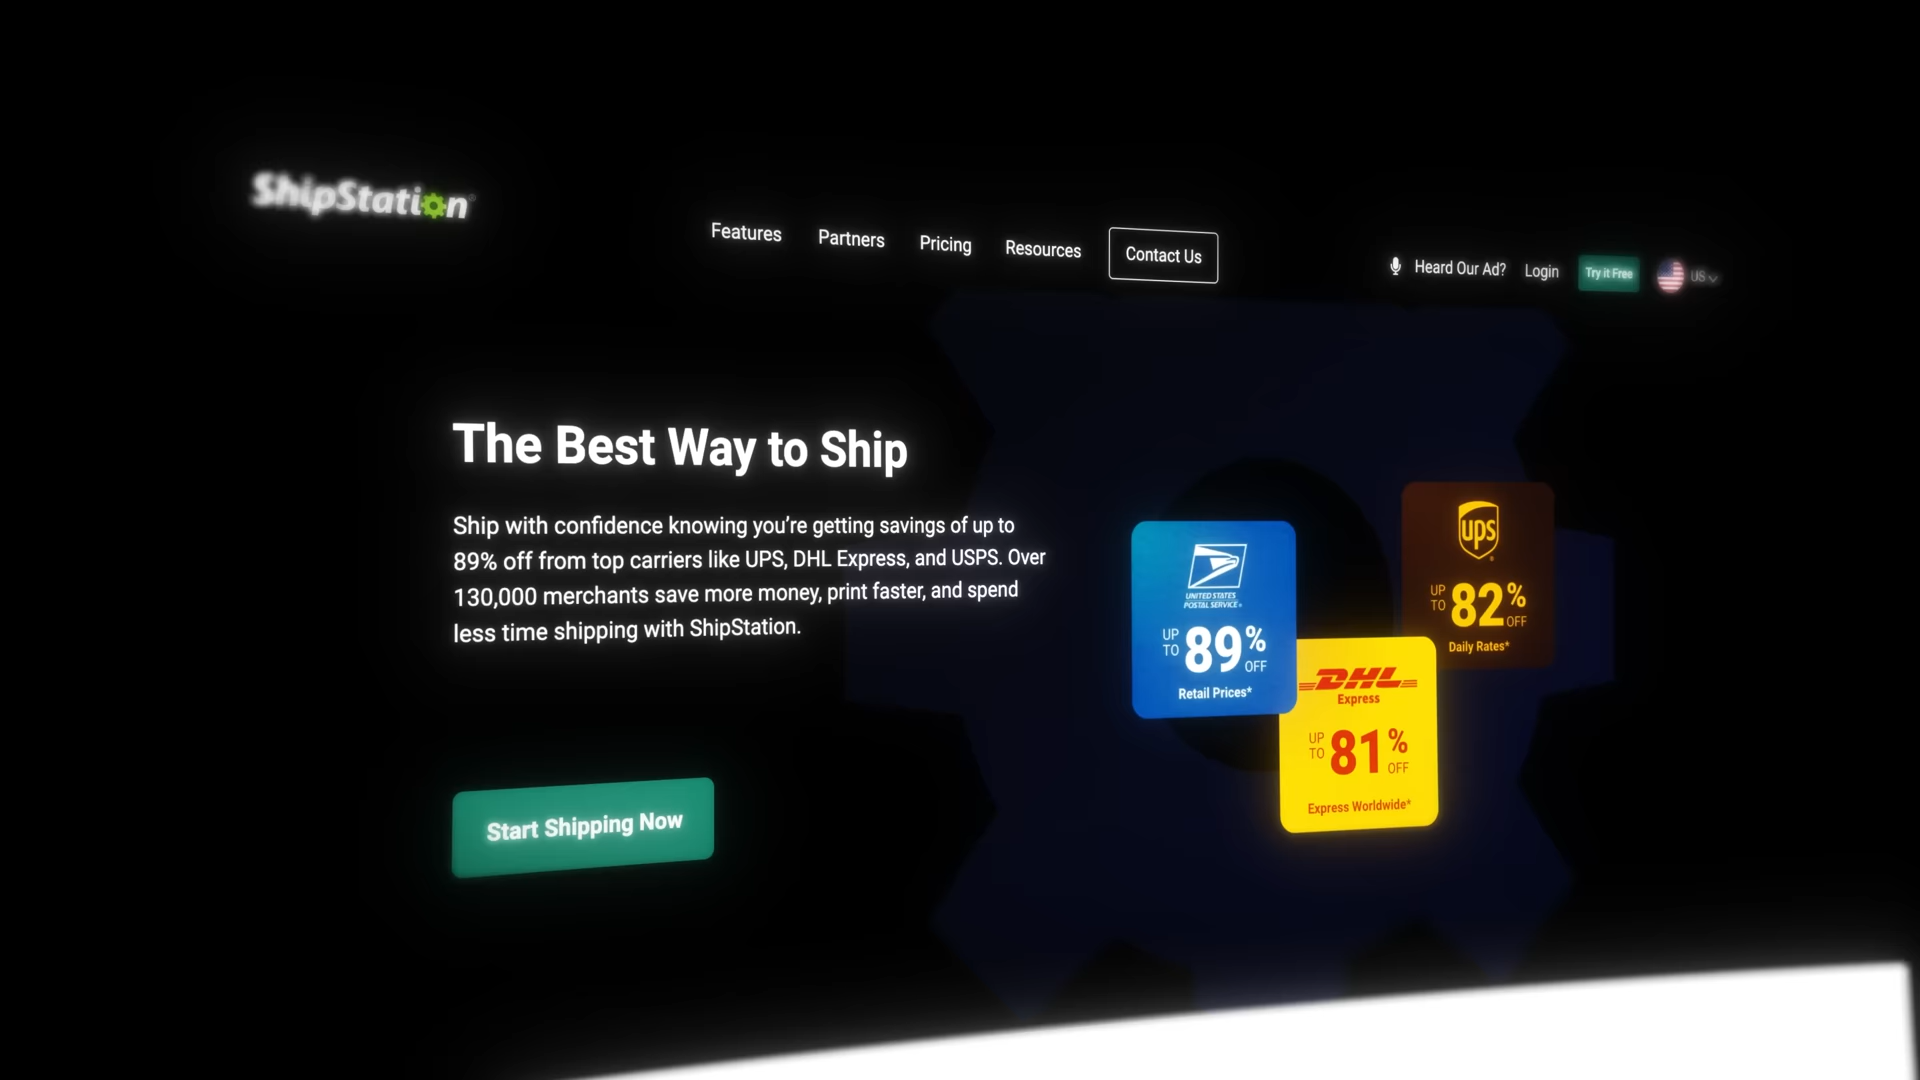 ShipStation
Features
Partners
Pricing
Resources
Contact Us
Heard Our Ad?
Login
Try it Free
US
The Best Way to Ship
Ship with confidence knowing you’re getting savings of up to
89% off from top carriers like UPS, DHL Express, and USPS. Over
130,000 merchants save more money, print faster, and spend
less time shipping with ShipStation.
Start Shipping Now
UNITED STATES
POSTAL SERVICE®
UP TO 89% OFF
Retail Prices*
DHL
Express
UP TO 81% OFF
Express Worldwide*
ups
UP TO 82% OFF
Daily Rates*